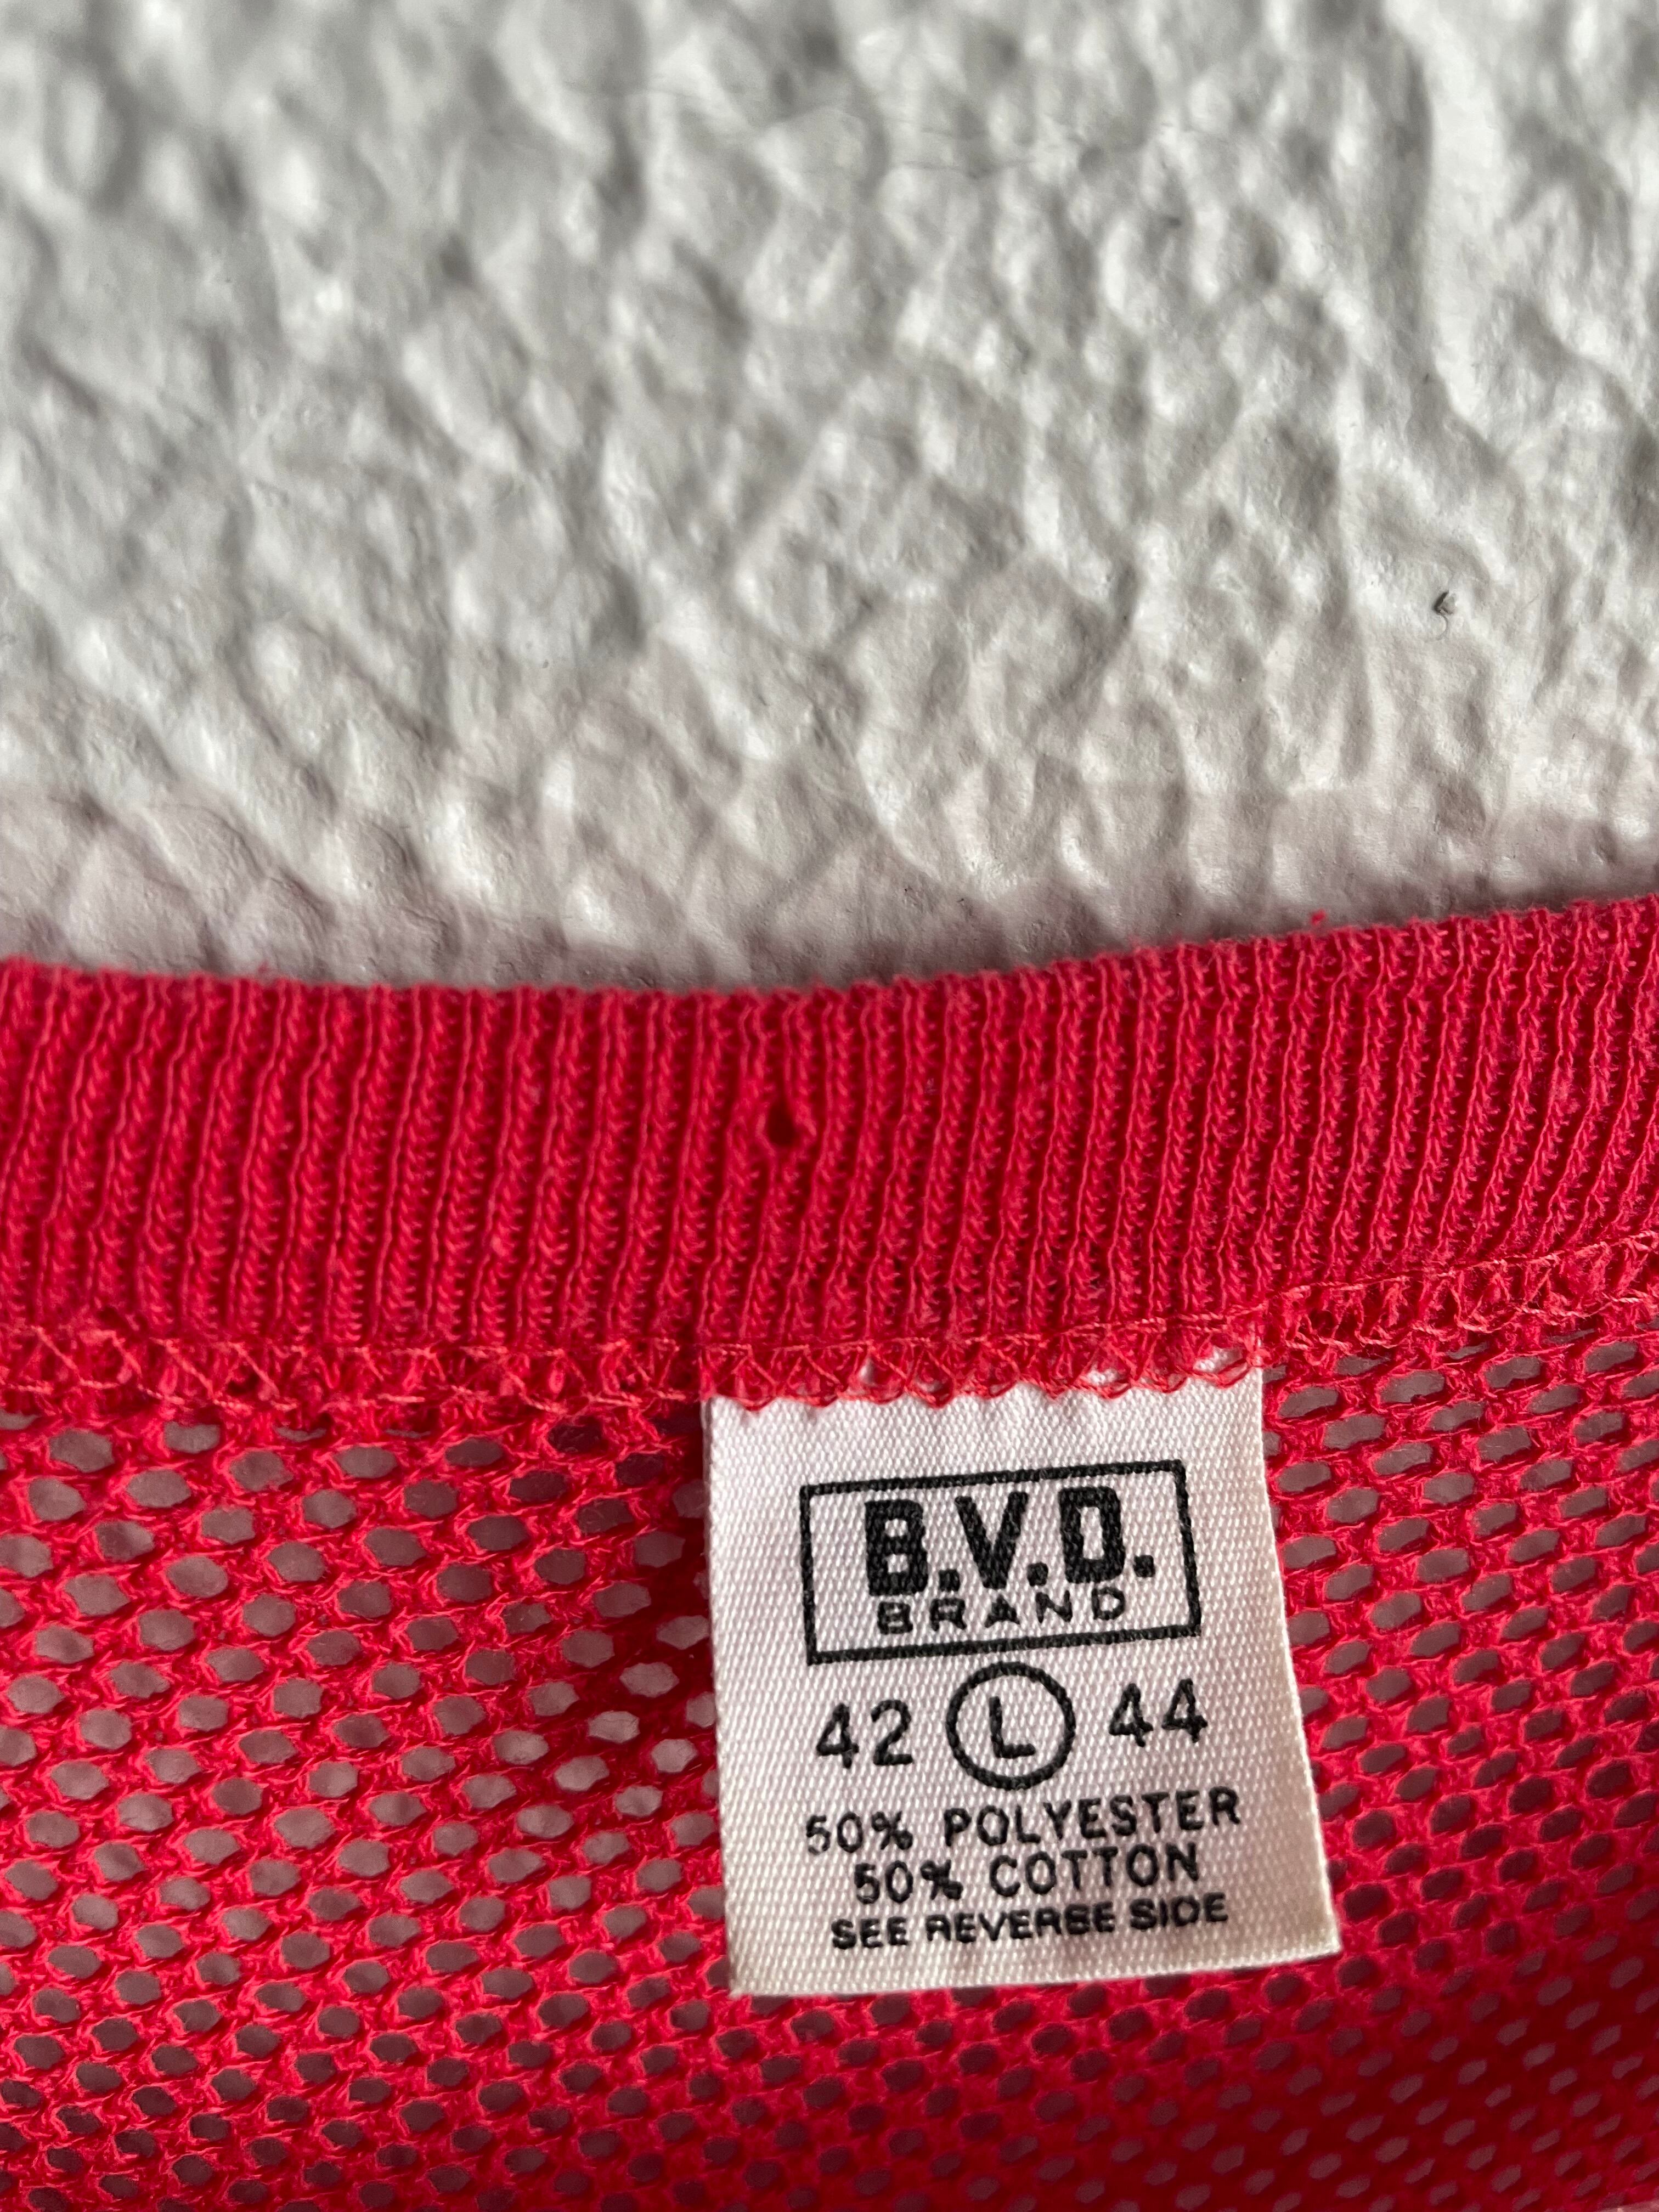 B.V.D.
BRAND
42 L 44
50% POLYESTER
50% COTTON
SEE REVERSE SIDE